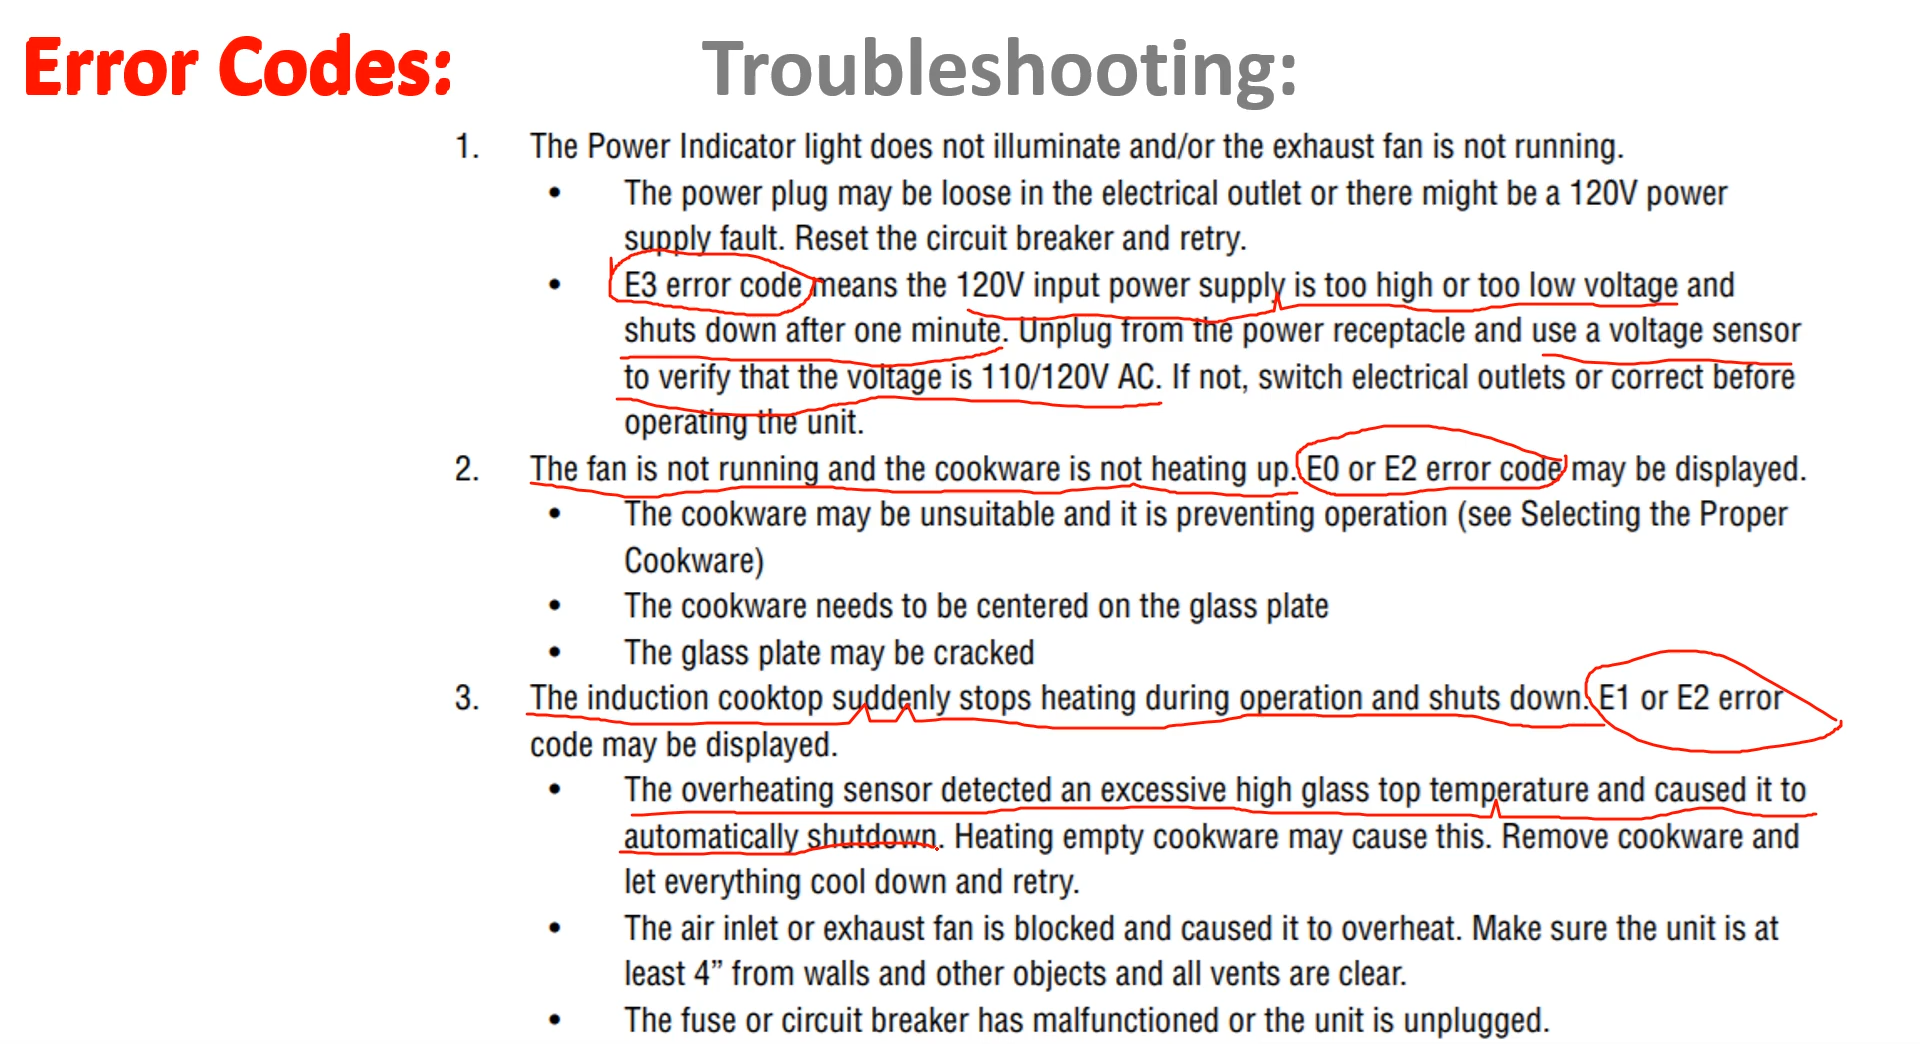 Error Codes: Troubleshooting:
1. The Power Indicator light does not illuminate and/or the exhaust fan is not running.
• The power plug may be loose in the electrical outlet or there might be a 120V power
supply fault. Reset the circuit breaker and retry.
• E3 error code means the 120V input power supply is too high or too low voltage and
shuts down after one minute. Unplug from the power receptacle and use a voltage sensor
to verify that the voltage is 110/120V AC. If not, switch electrical outlets or correct before
operating the unit.
2. The fan is not running and the cookware is not heating up. E0 or E2 error code may be displayed.
• The cookware may be unsuitable and it is preventing operation (see Selecting the Proper
Cookware)
• The cookware needs to be centered on the glass plate
• The glass plate may be cracked
3. The induction cooktop suddenly stops heating during operation and shuts down. E1 or E2 error
code may be displayed.
• The overheating sensor detected an excessive high glass top temperature and caused it to
automatically shutdown. Heating empty cookware may cause this. Remove cookware and
let everything cool down and retry.
• The air inlet or exhaust fan is blocked and caused it to overheat. Make sure the unit is at
least 4” from walls and other objects and all vents are clear.
• The fuse or circuit breaker has malfunctioned or the unit is unplugged.